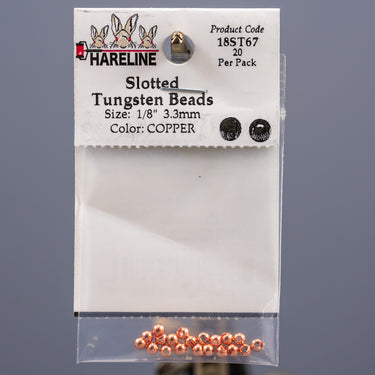 HARELINE
Product Code
18ST67
20
Per Pack
Slotted
Tungsten Beads
Size: 1/8" 3.3mm
Color: COPPER